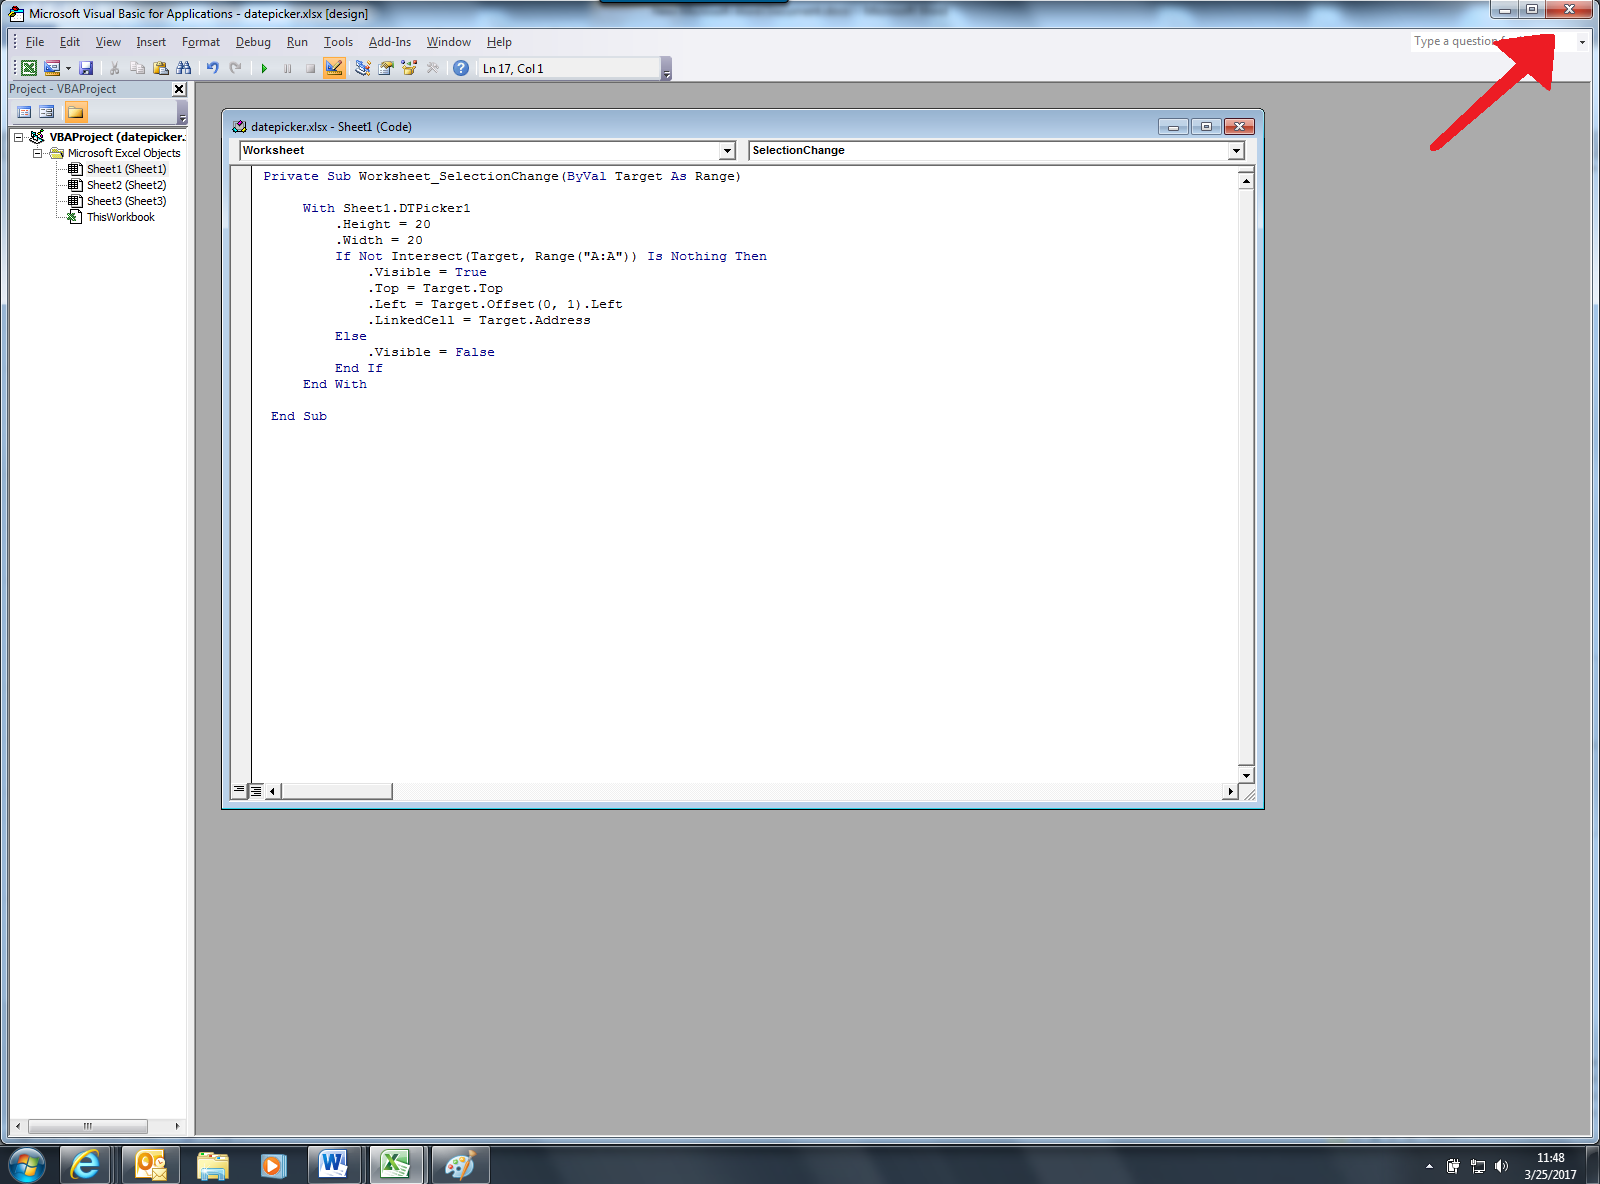 Microsoft Visual Basic for Applications - datepicker.xlsx [design]
File Edit View Insert Format Debug Run Tools Add-Ins Window Help
Type a question
Ln 17, Col 1
Project - VBAProject
VBAProject (datepicker.
Microsoft Excel Objects
Sheet1 (Sheet1)
Sheet2 (Sheet2)
Sheet3 (Sheet3)
ThisWorkbook
datepicker.xlsx - Sheet1 (Code)
Worksheet SelectionChange
Private Sub Worksheet_SelectionChange(ByVal Target As Range)
With Sheet1.DTPicker1
.Height = 20
.Width = 20
If Not Intersect(Target, Range("A:A")) Is Nothing Then
.Visible = True
.Top = Target.Top
.Left = Target.Offset(0, 1).Left
.LinkedCell = Target.Address
Else
.Visible = False
End If
End With
End Sub
11:48
3/25/2017